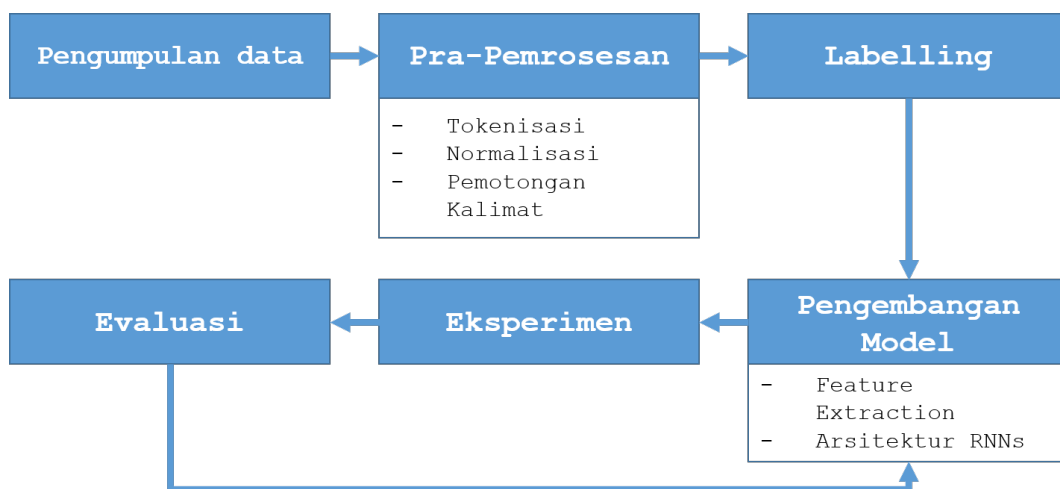 Pengumpulan data
Pra-Pemrosesan
- Tokenisasi
- Normalisasi
- Pemotongan
Kalimat
Labelling
Pengembangan
Model
- Feature
Extraction
- Arsitektur RNNs
Eksperimen
Evaluasi